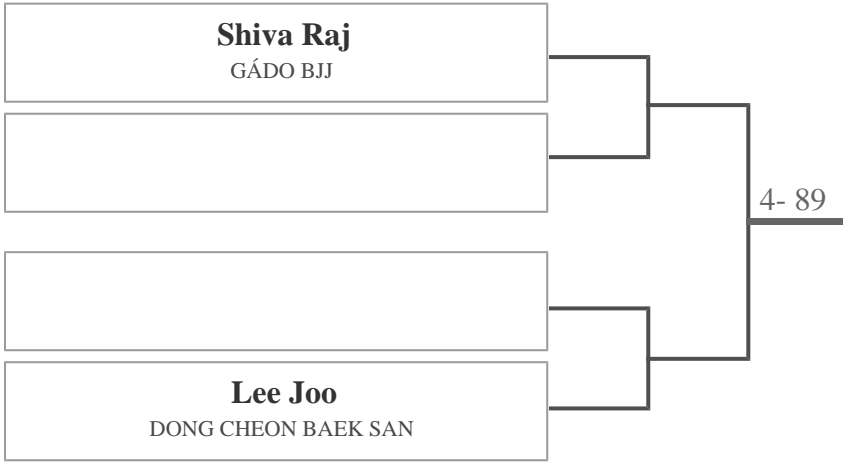 Shiva Raj
GÁDO BJJ
4- 89
Lee Joo
DONG CHEON BAEK SAN